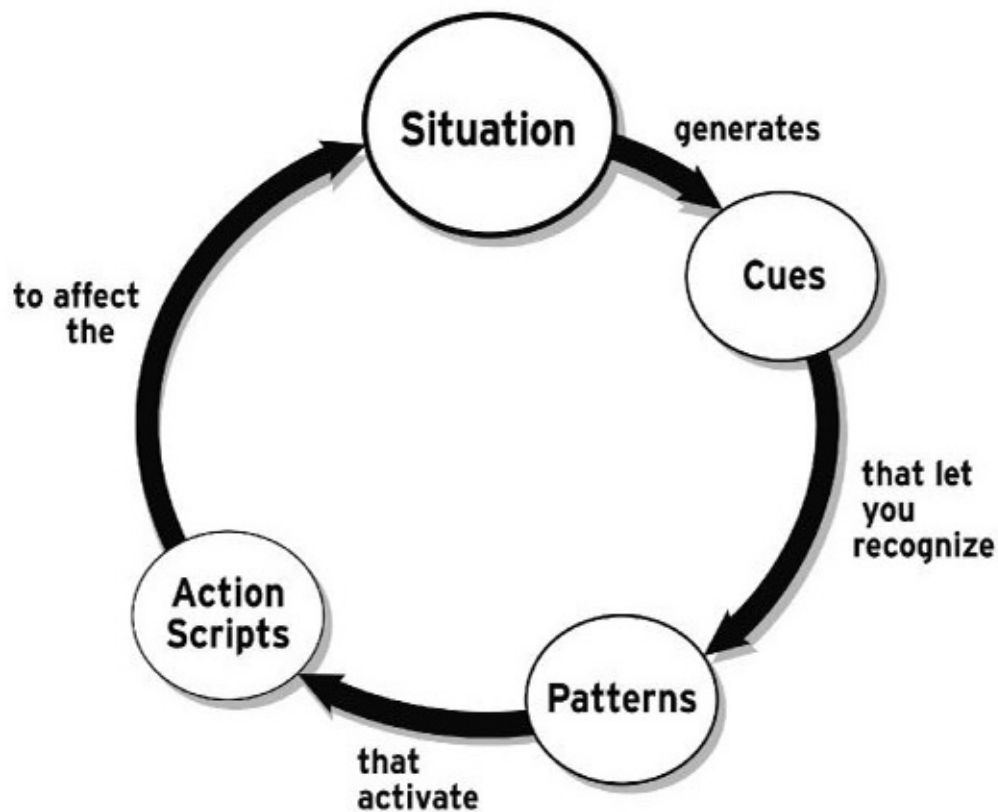 Situation
generates
Cues
that let
you
recognize
Patterns
that
activate
Action
Scripts
to affect
the